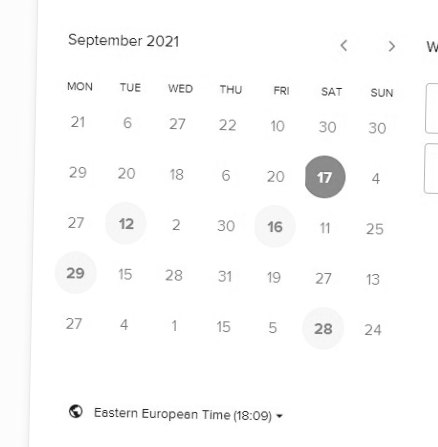 September 2021
W
MON TUE WED THU FRI SAT SUN
21 6 27 22 10 30 30
29 20 18 6 20 17 4
27 12 2 30 16 11 25
29 15 28 31 19 27 13
27 4 1 15 5 28 24
Eastern European Time (18:09)